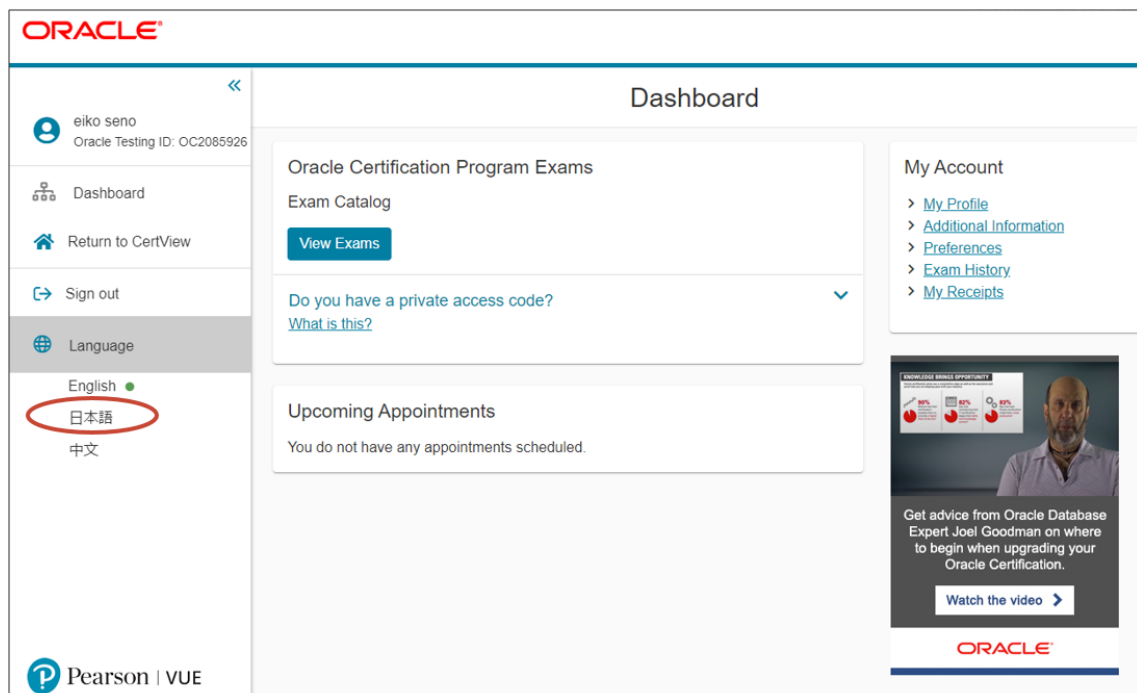 ORACLE
Dashboard
eiko seno
Oracle Testing ID: OC2085926
Dashboard
Return to CertView
Sign out
Language
English
日本語
中文
Pearson | VUE
Oracle Certification Program Exams
Exam Catalog
View Exams
Do you have a private access code?
What is this?
Upcoming Appointments
You do not have any appointments scheduled.
My Account
My Profile
Additional Information
Preferences
Exam History
My Receipts
KNOWLEDGE BRINGS OPPORTUNITY
90%
92%
93%
Get advice from Oracle Database
Expert Joel Goodman on where
to begin when upgrading your
Oracle Certification.
Watch the video
ORACLE